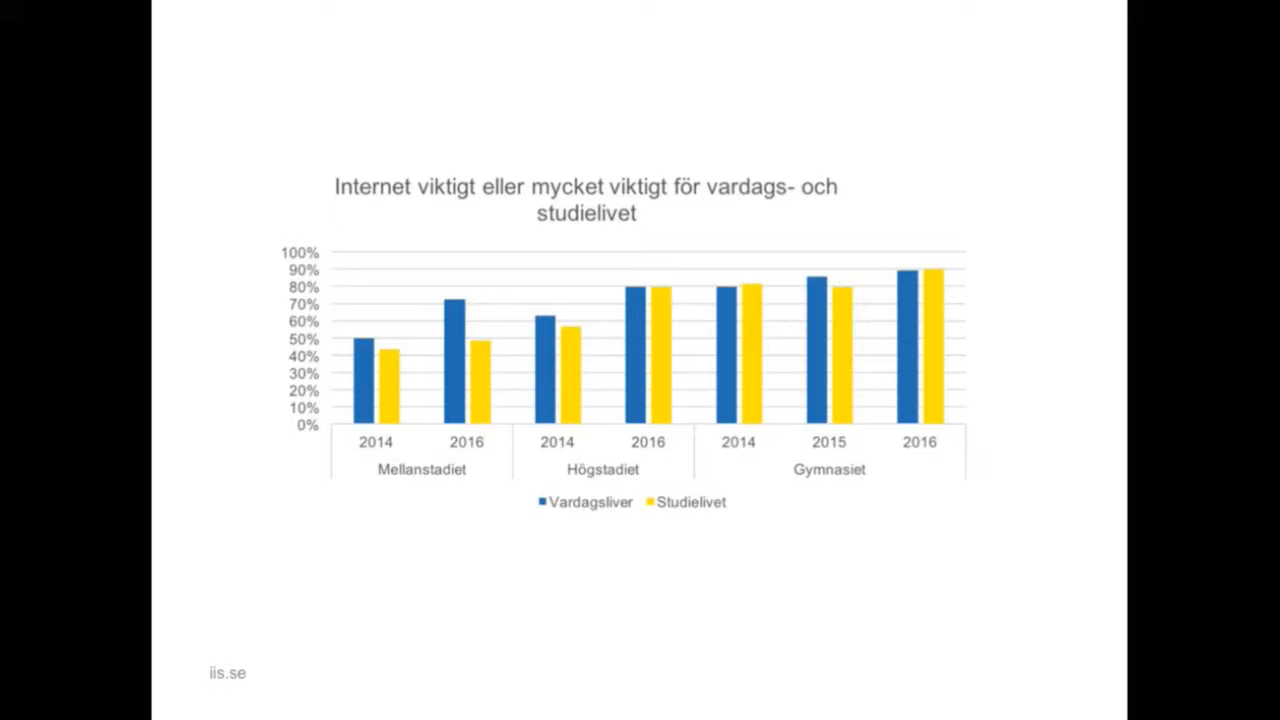 Internet viktigt eller mycket viktigt för vardags- och
studielivet
100%
90%
80%
70%
60%
50%
40%
30%
20%
10%
0%
2014 2016 2014 2016 2014 2015 2016
Mellanstadiet Högstadiet Gymnasiet
Vardagsliver Studielivet
iis.se